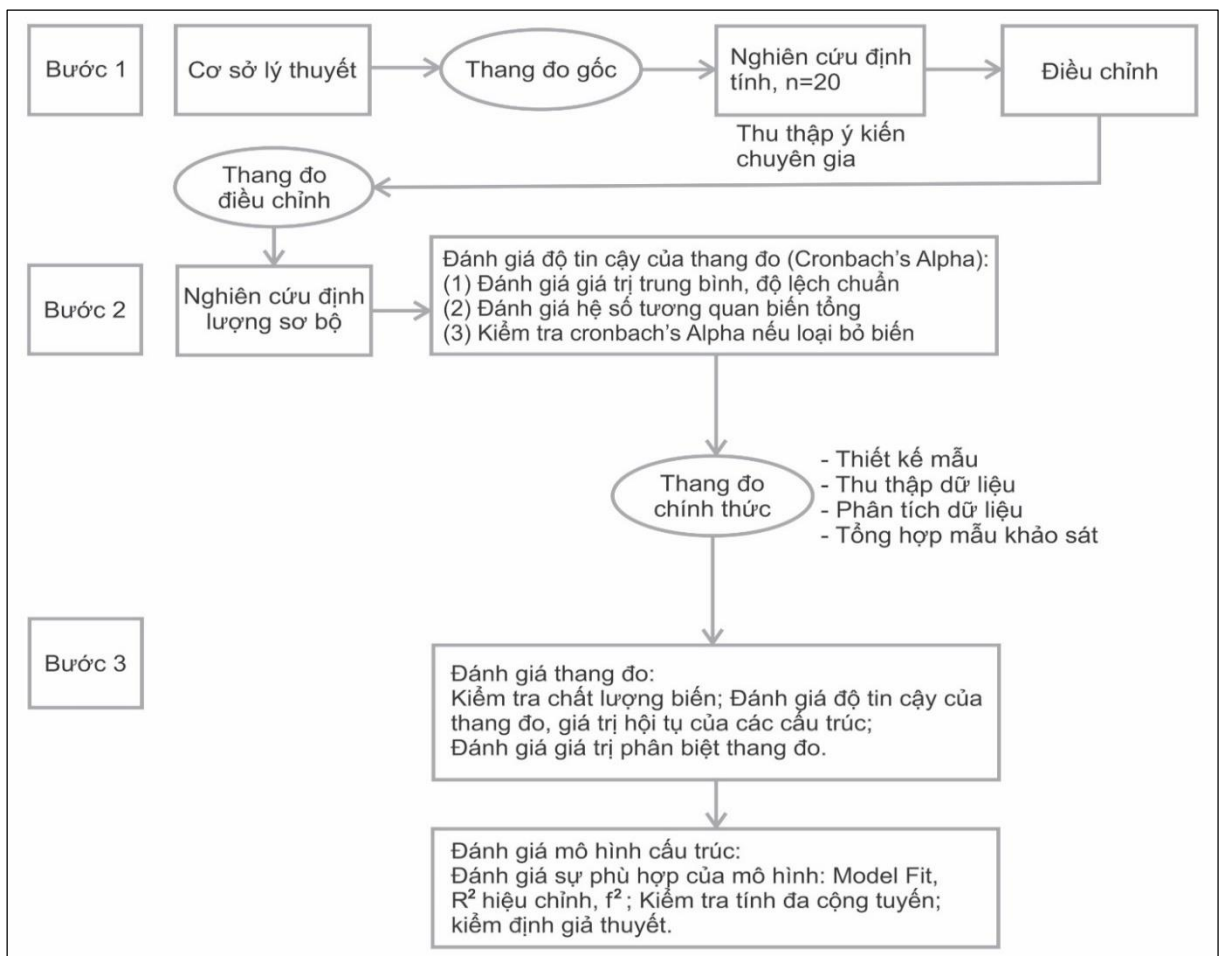 Bước 1
Cơ sở lý thuyết
Thang đo gốc
Nghiên cứu định
tính, n=20
Điều chỉnh
Thu thập ý kiến
chuyên gia
Thang đo
điều chỉnh
Bước 2
Nghiên cứu định
lượng sơ bộ
Đánh giá độ tin cậy của thang đo (Cronbach's Alpha):
(1) Đánh giá giá trị trung bình, độ lệch chuẩn
(2) Đánh giá hệ số tương quan biến tổng
(3) Kiểm tra cronbach's Alpha nếu loại bỏ biến
Thang đo
chính thức
- Thiết kế mẫu
- Thu thập dữ liệu
- Phân tích dữ liệu
- Tổng hợp mẫu khảo sát
Bước 3
Đánh giá thang đo:
Kiểm tra chất lượng biến; Đánh giá độ tin cậy của
thang đo, giá trị hội tụ của các cấu trúc;
Đánh giá giá trị phân biệt thang đo.
Đánh giá mô hình cấu trúc:
Đánh giá sự phù hợp của mô hình: Model Fit,
R² hiệu chỉnh, f² ; Kiểm tra tính đa cộng tuyến;
kiểm định giả thuyết.